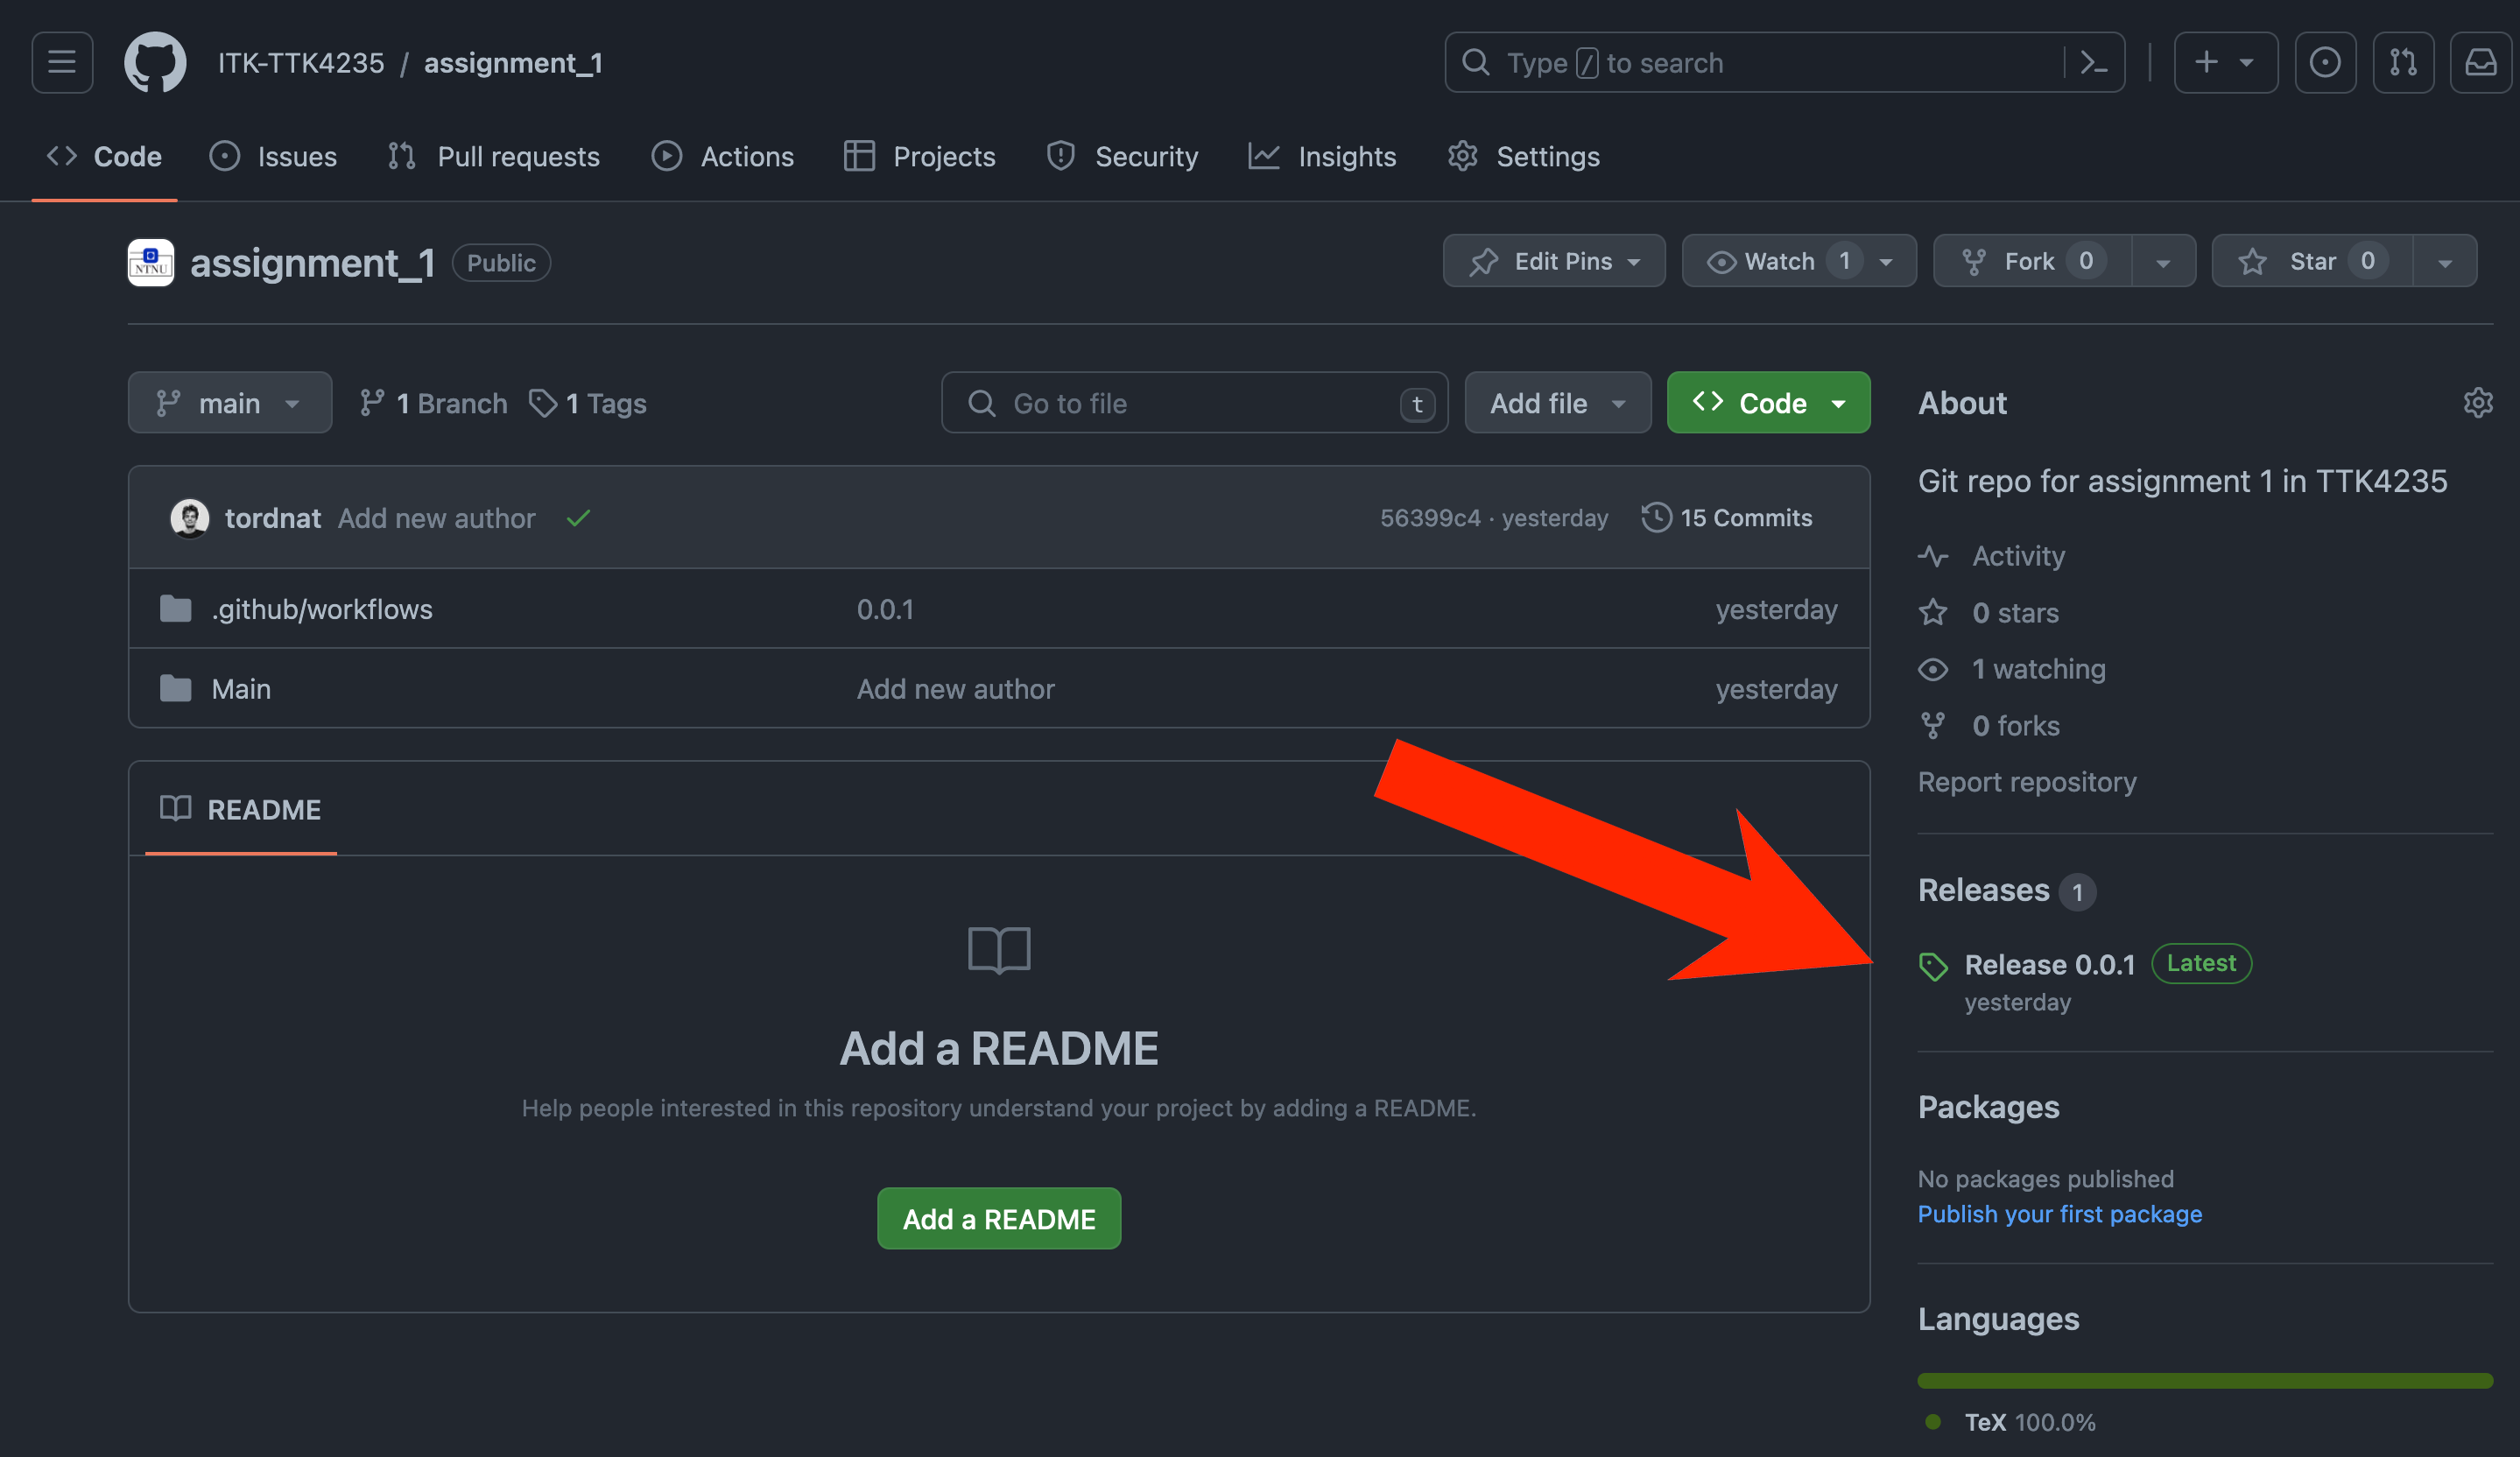 ITK-TTK4235 / assignment_1
Type / to search
Code Issues Pull requests Actions Projects Security Insights Settings
NTNU assignment_1 Public
Edit Pins Watch 1 Fork 0 Star 0
main 1 Branch 1 Tags
Go to file t Add file Code
tordnat Add new author 56399c4 · yesterday 15 Commits
.github/workflows 0.0.1 yesterday
Main Add new author yesterday
README
Add a README
Help people interested in this repository understand your project by adding a README.
Add a README
About
Git repo for assignment 1 in TTK4235
Activity
0 stars
1 watching
0 forks
Report repository
Releases 1
Release 0.0.1 Latest
yesterday
Packages
No packages published
Publish your first package
Languages
TeX 100.0%